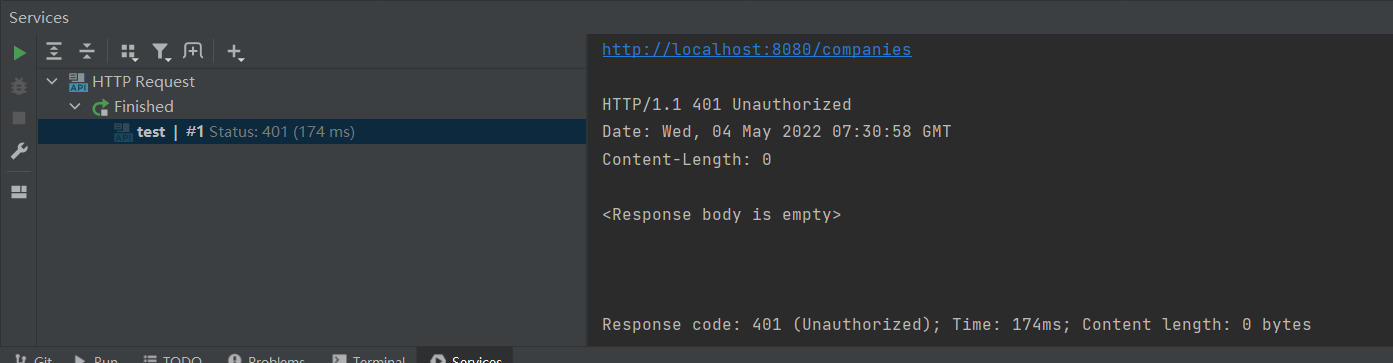 Services
HTTP Request
Finished
test | #1 Status: 401 (174 ms)
http://localhost:8080/companies
HTTP/1.1 401 Unauthorized
Date: Wed, 04 May 2022 07:30:58 GMT
Content-Length: 0
<Response body is empty>
Response code: 401 (Unauthorized); Time: 174ms; Content length: 0 bytes
Git Run TODO Problems Terminal Services